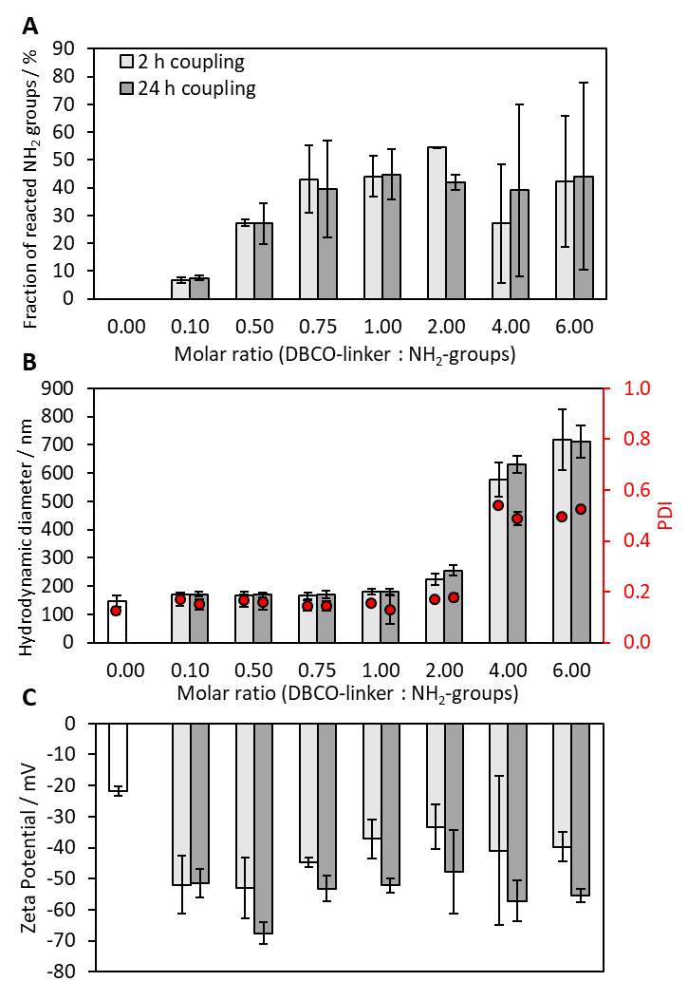 A
Fraction of reacted NH2 groups / %
90
80
70
60
50
40
30
20
10
0
2 h coupling
24 h coupling
0.00 0.10 0.50 0.75 1.00 2.00 4.00 6.00
Molar ratio (DBCO-linker : NH2-groups)
B
Hydrodynamic diameter / nm
900
800
700
600
500
400
300
200
100
0
1.0
0.8
0.6
0.4
0.2
0.0
PDI
0.00 0.10 0.50 0.75 1.00 2.00 4.00 6.00
Molar ratio (DBCO-linker : NH2-groups)
C
Zeta Potential / mV
0
-10
-20
-30
-40
-50
-60
-70
-80